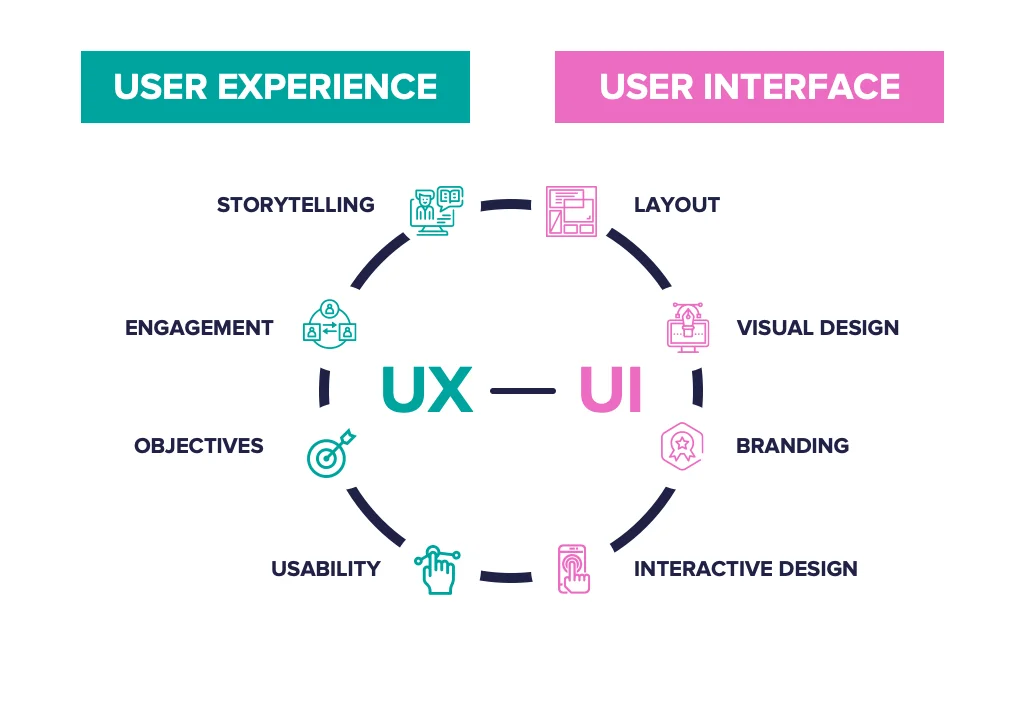 USER EXPERIENCE
USER INTERFACE
STORYTELLING
LAYOUT
ENGAGEMENT
VISUAL DESIGN
UX — UI
OBJECTIVES
BRANDING
USABILITY
INTERACTIVE DESIGN